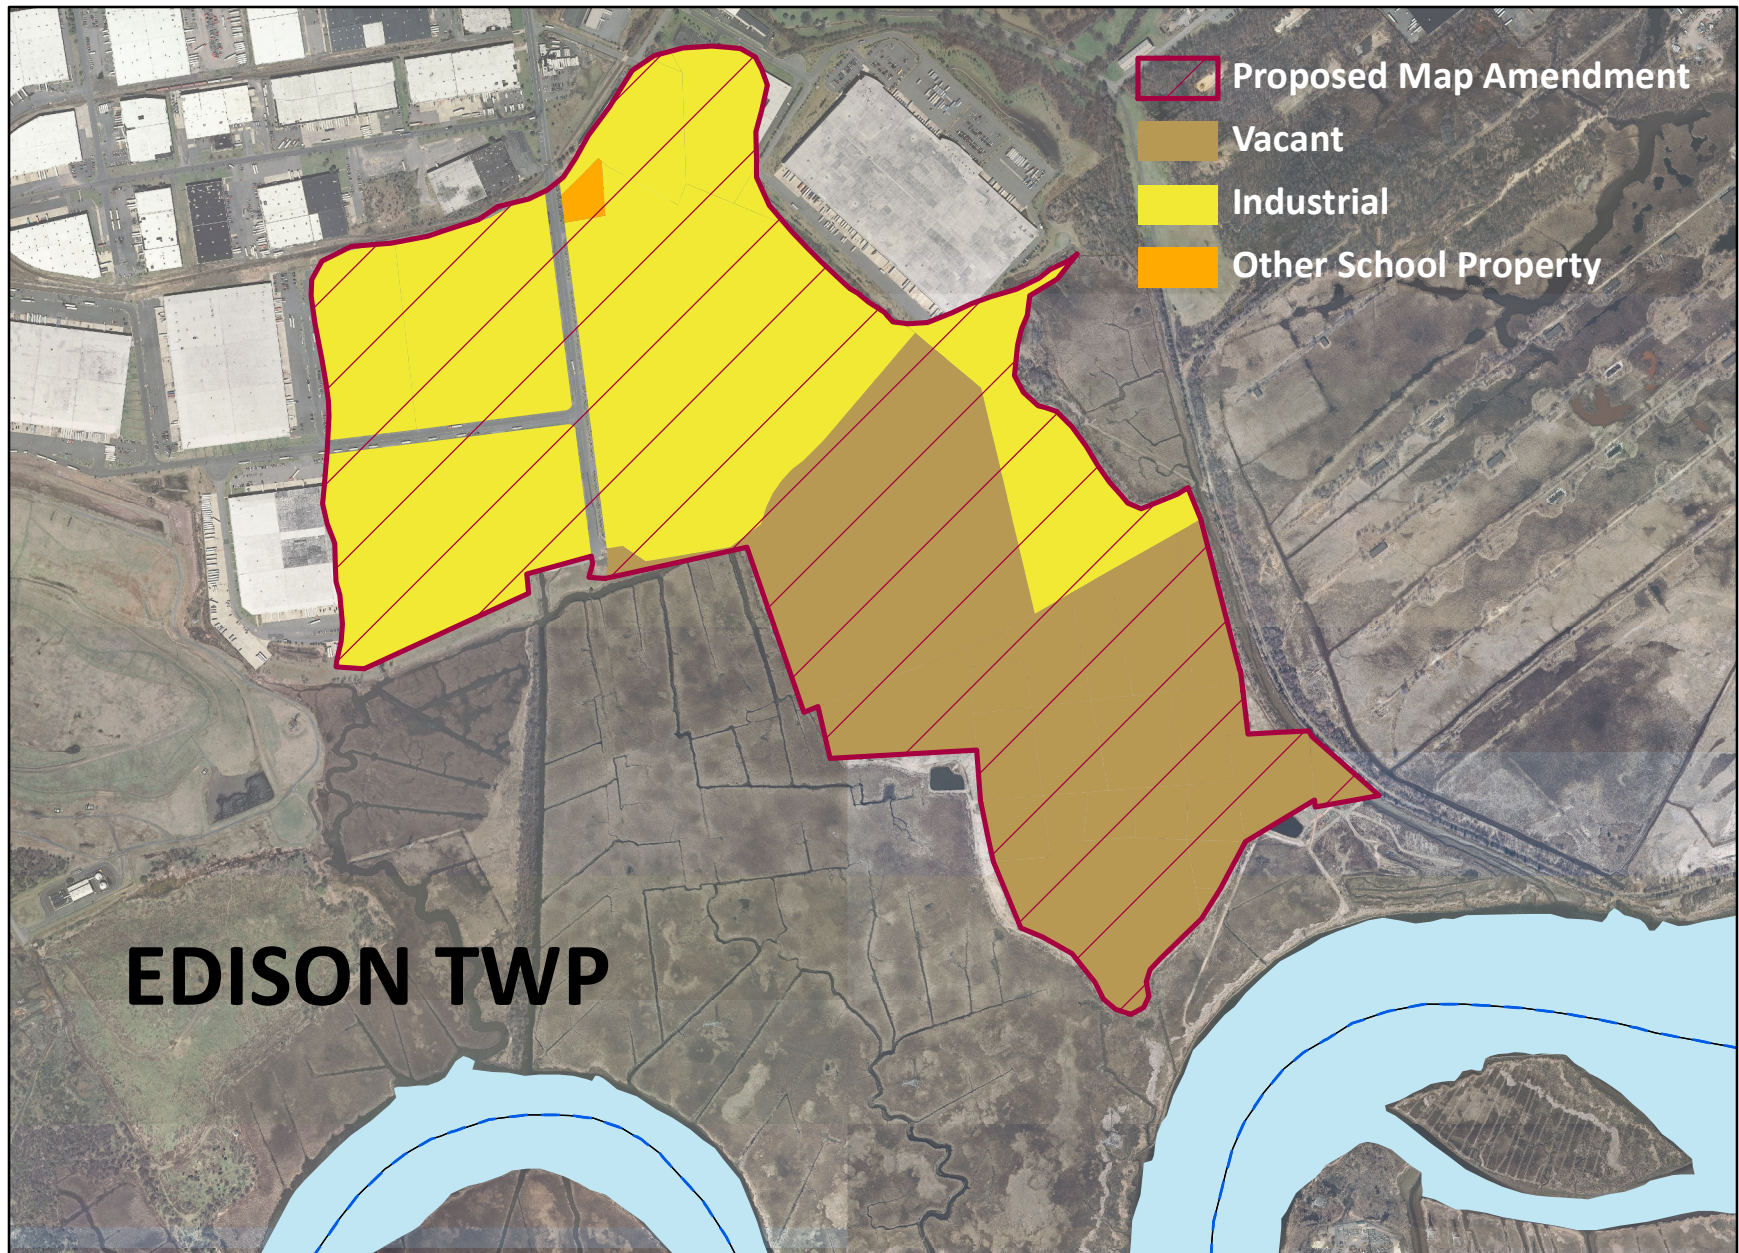 Proposed Map Amendment
Vacant
Industrial
Other School Property
EDISON TWP